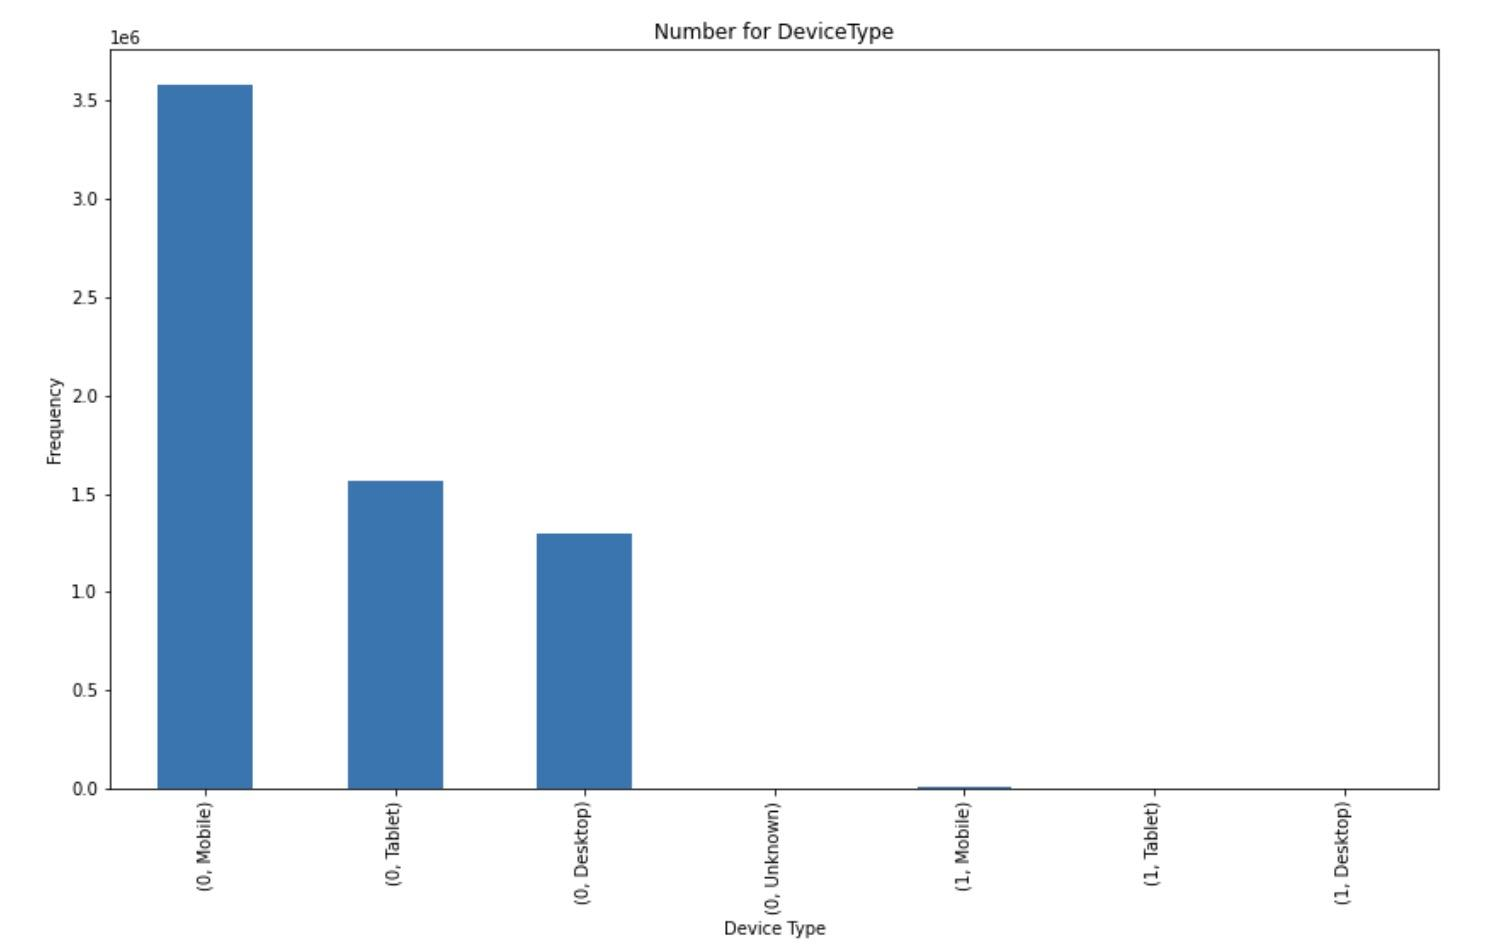 Number for DeviceType
1e6
3.5
3.0
2.5
2.0
1.5
1.0
0.5
0.0
Frequency
(0, Mobile)
(0, Tablet)
(0, Desktop)
(0, Unknown)
(1, Mobile)
(1, Tablet)
(1, Desktop)
Device Type